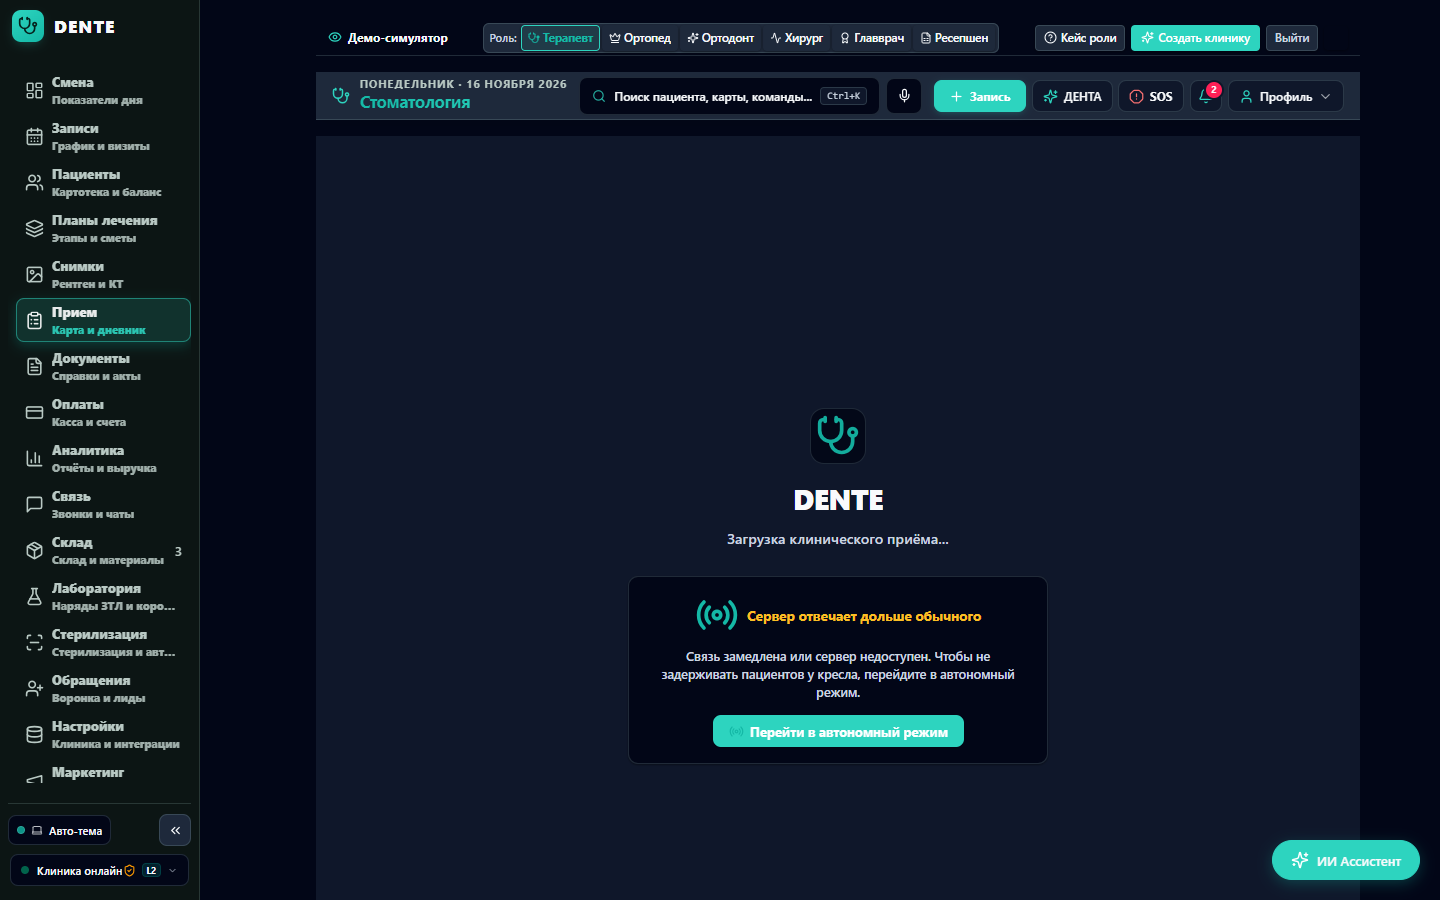 DENTE
Демо-симулятор
Роль:
Терапевт
Ортопед
Ортодонт
Хирург
Главврач
Ресепшен
Кейс роли
Создать клинику
Выйти
ПОНЕДЕЛЬНИК · 16 НОЯБРЯ 2026
Стоматология
Поиск пациента, карты, команды...
Ctrl+K
Запись
ДЕНТА
SOS
2
Профиль
Смена
Показатели дня
Записи
График и визиты
Пациенты
Картотека и баланс
Планы лечения
Этапы и сметы
Снимки
Рентген и КТ
Прием
Карта и дневник
Документы
Справки и акты
Оплаты
Касса и счета
Аналитика
Отчёты и выручка
Связь
Звонки и чаты
Склад
Склад и материалы
3
Лаборатория
Наряды ЗТЛ и коро...
Стерилизация
Стерилизация и авт...
Обращения
Воронка и лиды
Настройки
Клиника и интеграции
Маркетинг
Авто-тема
Клиника онлайн
L2
DENTE
Загрузка клинического приёма...
Сервер отвечает дольше обычного
Связь замедлена или сервер недоступен. Чтобы не
задерживать пациентов у кресла, перейдите в автономный
режим.
Перейти в автономный режим
ИИ Ассистент